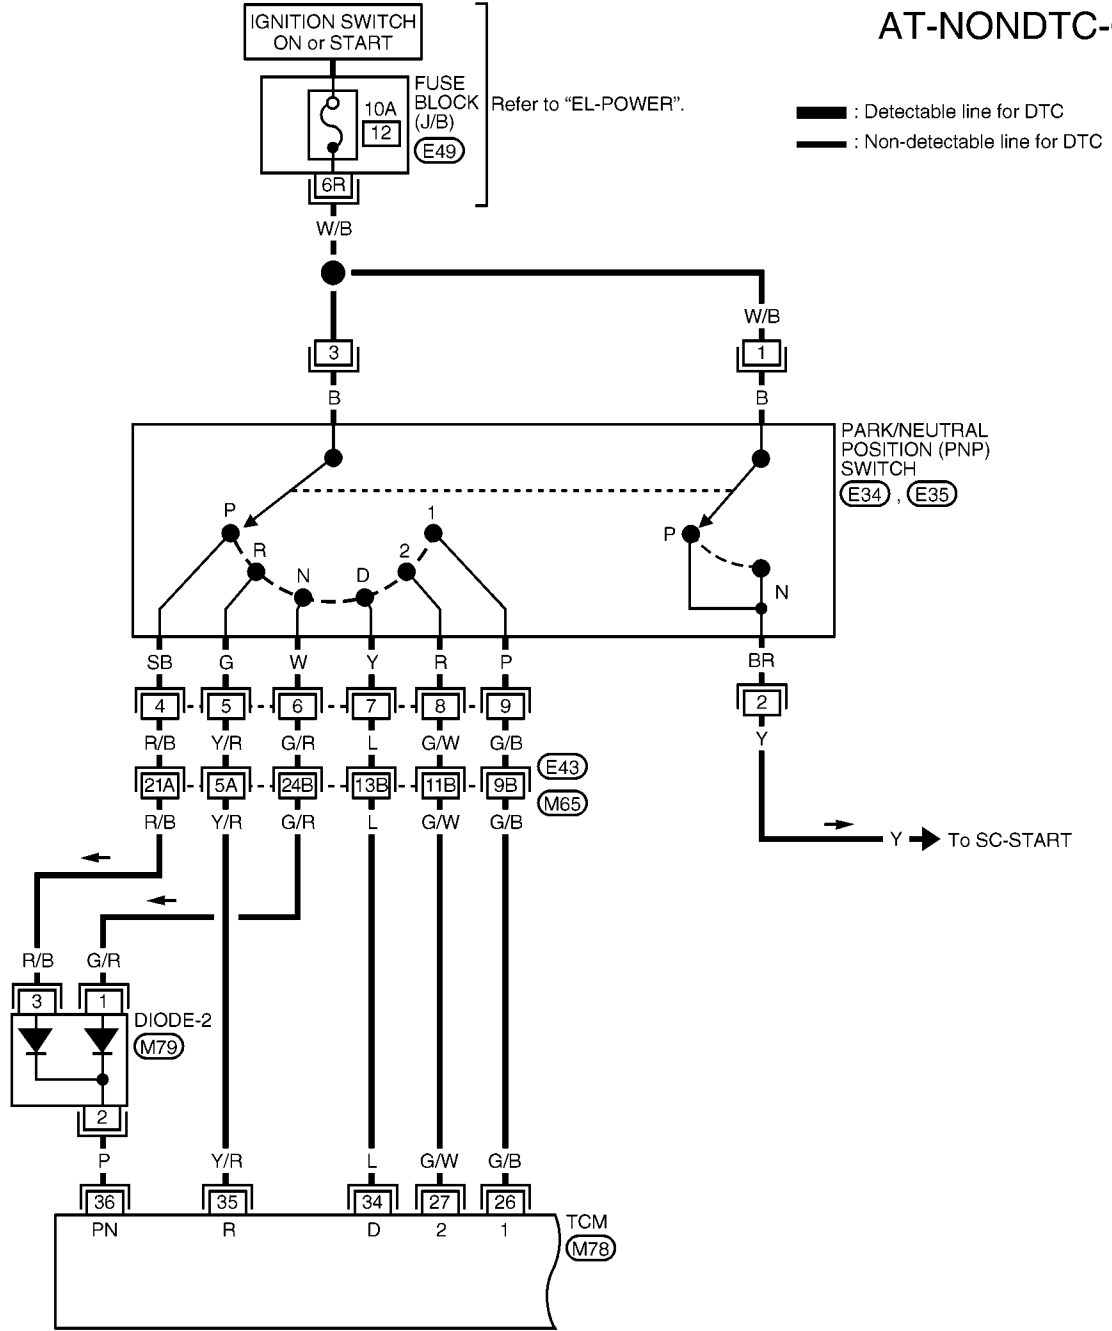 IGNITION SWITCH
ON or START
AT-NONDTC-
FUSE
BLOCK
(J/B)
E49
10A
12
Refer to “EL-POWER”.
: Detectable line for DTC
: Non-detectable line for DTC
6R
W/B
W/B
3
1
B
B
PARK/NEUTRAL
POSITION (PNP)
SWITCH
E34 , E35
P
R
N
D
2
1
P
N
SB G W Y R P
BR
4 5 6 7 8 9
2
R/B Y/R G/R L G/W G/B
Y
E43
21A 5A 24B 13B 11B 9B
M65
R/B Y/R G/R L G/W G/B
Y To SC-START
R/B G/R
3 1
DIODE-2
M79
2
P Y/R L G/W G/B
36 35 34 27 26
PN R D 2 1
TCM
M78